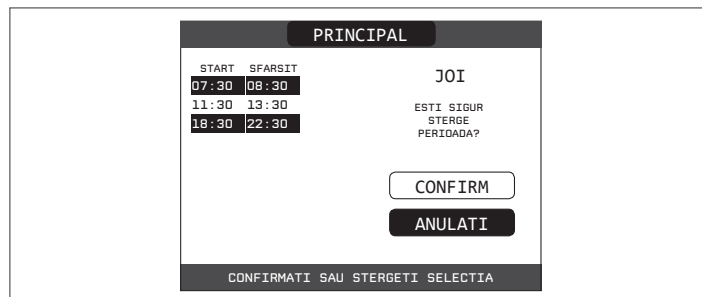 PRINCIPAL
START SFARSIT
07:30 08:30
11:30 13:30
18:30 22:30
JOI
ESTI SIGUR
STERGE
PERIOADA?
CONFIRM
ANULATI
CONFIRMATI SAU STERGETI SELECTIA